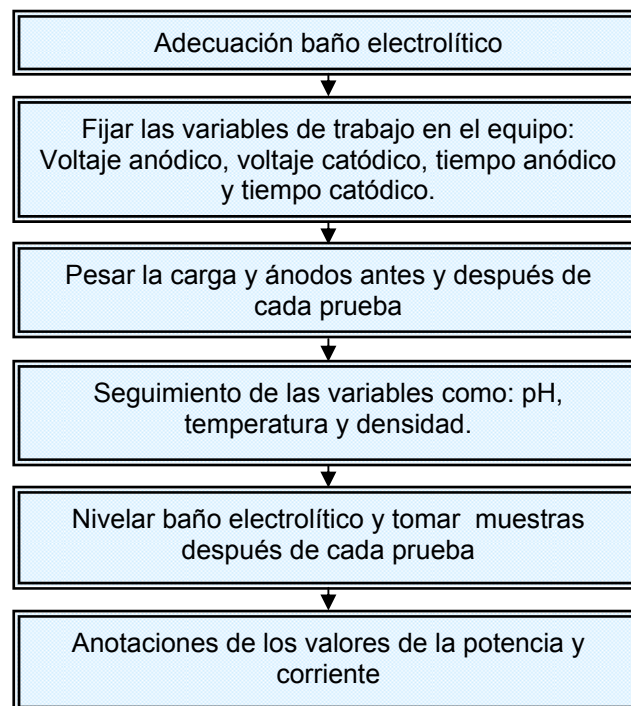 Adecuación baño electrolítico
Fijar las variables de trabajo en el equipo:
Voltaje anódico, voltaje catódico, tiempo anódico
y tiempo catódico.
Pesar la carga y ánodos antes y después de
cada prueba
Seguimiento de las variables como: pH,
temperatura y densidad.
Nivelar baño electrolítico y tomar  muestras
después de cada prueba
Anotaciones de los valores de la potencia y
corriente